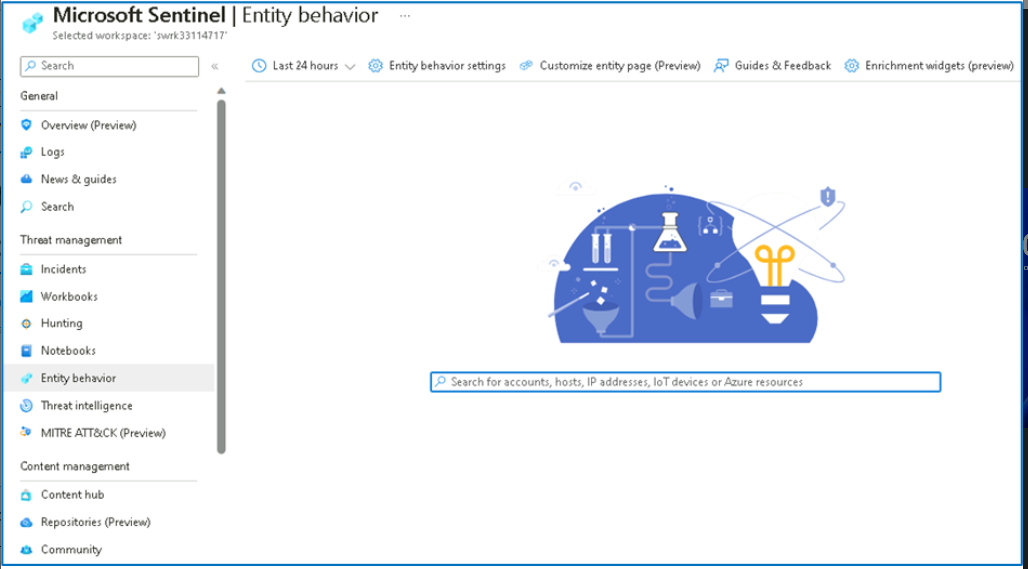 Microsoft Sentinel | Entity behavior ...
Selected workspace: 'swrk33114717'
Search
«
Last 24 hours
Entity behavior settings
Customize entity page (Preview)
Guides & Feedback
Enrichment widgets (preview)
General
Overview (Preview)
Logs
News & guides
Search
Threat management
Incidents
Workbooks
Hunting
Notebooks
Entity behavior
Threat intelligence
MITRE ATT&CK (Preview)
Content management
Content hub
Repositories (Preview)
Community
Search for accounts, hosts, IP addresses, IoT devices or Azure resources